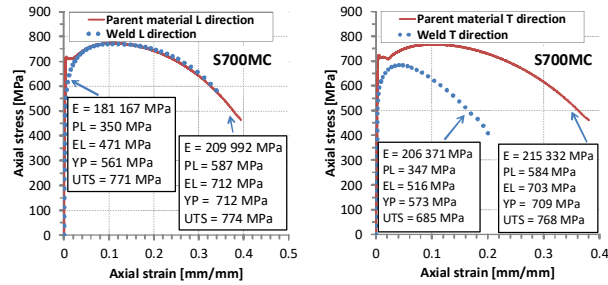 900
800
700
600
500
400
300
200
100
0
Axial stress [MPa]
Parent material L direction
Weld L direction
S700MC
E = 181 167 MPa
PL = 350 MPa
EL = 471 MPa
YP = 561 MPa
UTS = 771 MPa
E = 209 992 MPa
PL = 587 MPa
EL = 712 MPa
YP = 712 MPa
UTS = 774 MPa
0 0.1 0.2 0.3 0.4 0.5
Axial strain [mm/mm]
900
800
700
600
500
400
300
200
100
0
Axial stress [MPa]
Parent material T direction
Weld T direction
S700MC
E = 206 371 MPa
PL = 347 MPa
EL = 516 MPa
YP = 573 MPa
UTS = 685 MPa
E = 215 332 MPa
PL = 584 MPa
EL = 703 MPa
YP = 709 MPa
UTS = 768 MPa
0 0.1 0.2 0.3 0.4
Axial strain [mm/mm]